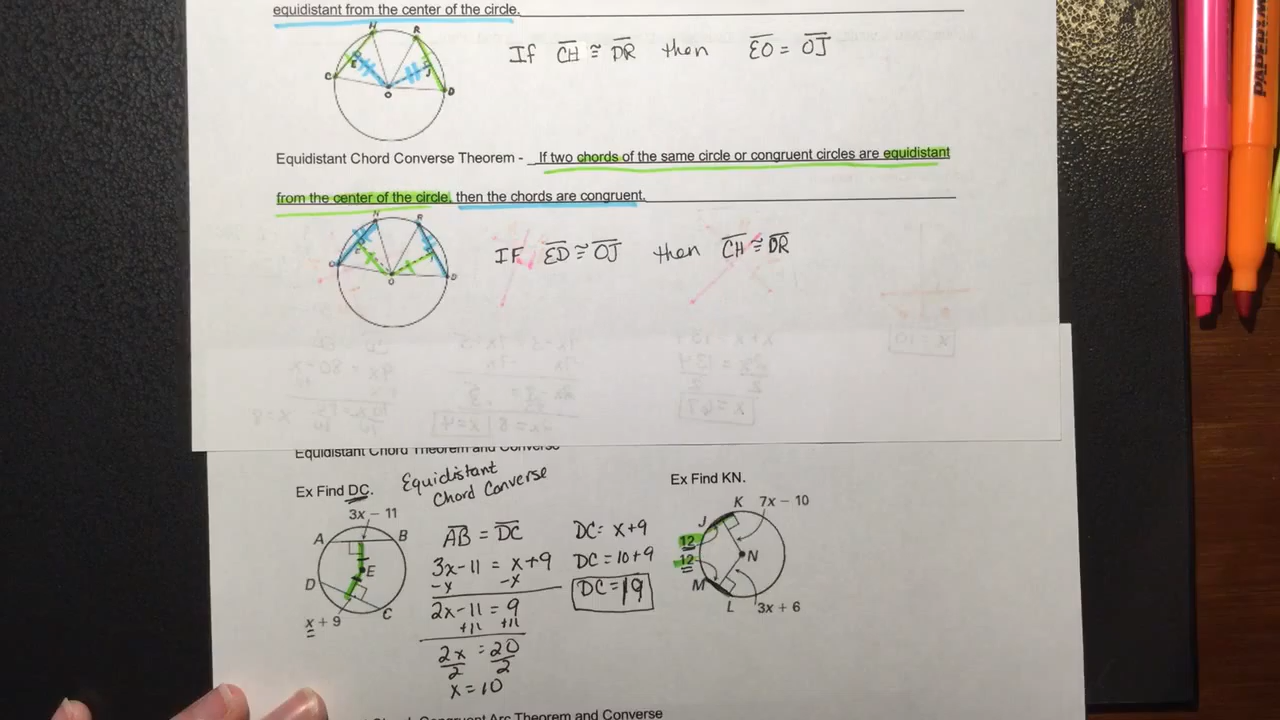 equidistant from the center of the circle.
H R
C E J D
O
If CH ≅ DR then EO = OJ
Equidistant Chord Converse Theorem - If two chords of the same circle or congruent circles are equidistant
from the center of the circle, then the chords are congruent.
H R
D
O
IF ED ≅ OJ then CH ≅ DR
Equidistant Chord Theorem and Converse
Ex Find DC.
Equidistant
Chord Converse
3x - 11
A B
E
D C
x + 9
AB = DC
3x-11 = x+9
-x -x
2x-11 = 9
+11 +11
2x = 20
2 2
x = 10
DC = x+9
DC = 10+9
DC = 19
Ex Find KN.
K 7x - 10
J
12
12
N
M
L 3x + 6
Chord Congruent Arc Theorem and Converse
PAPERM